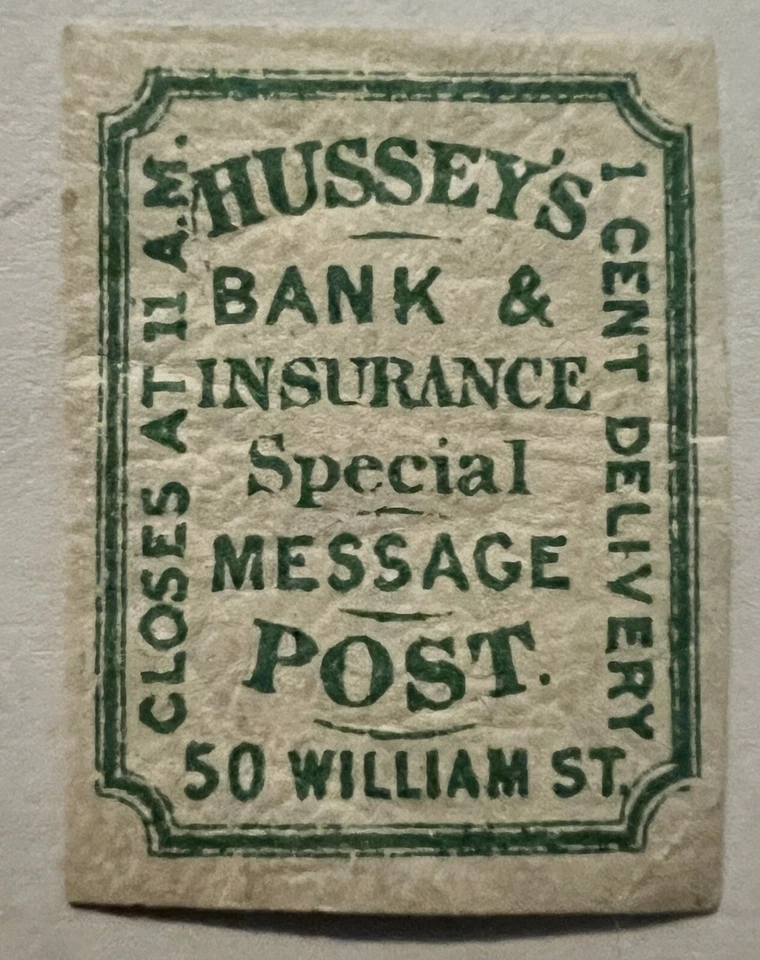 HUSSEY'S
BANK &
INSURANCE
Special
MESSAGE
POST.
50 WILLIAM ST.
CLOSES AT 11 A.M.
1 CENT DELIVERY